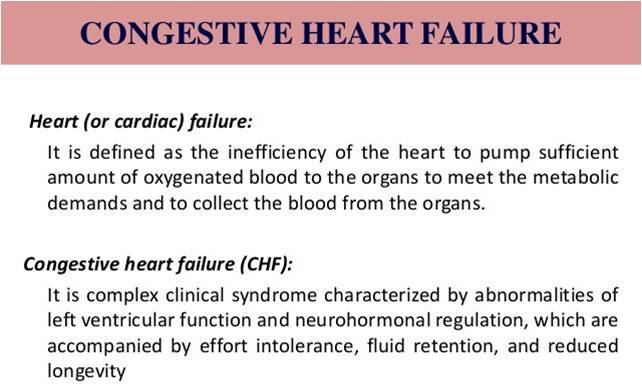 CONGESTIVE HEART FAILURE
Heart (or cardiac) failure:
It is defined as the inefficiency of the heart to pump sufficient
amount of oxygenated blood to the organs to meet the metabolic
demands and to collect the blood from the organs.
Congestive heart failure (CHF):
It is complex clinical syndrome characterized by abnormalities of
left ventricular function and neurohormonal regulation, which are
accompanied by effort intolerance, fluid retention, and reduced
longevity